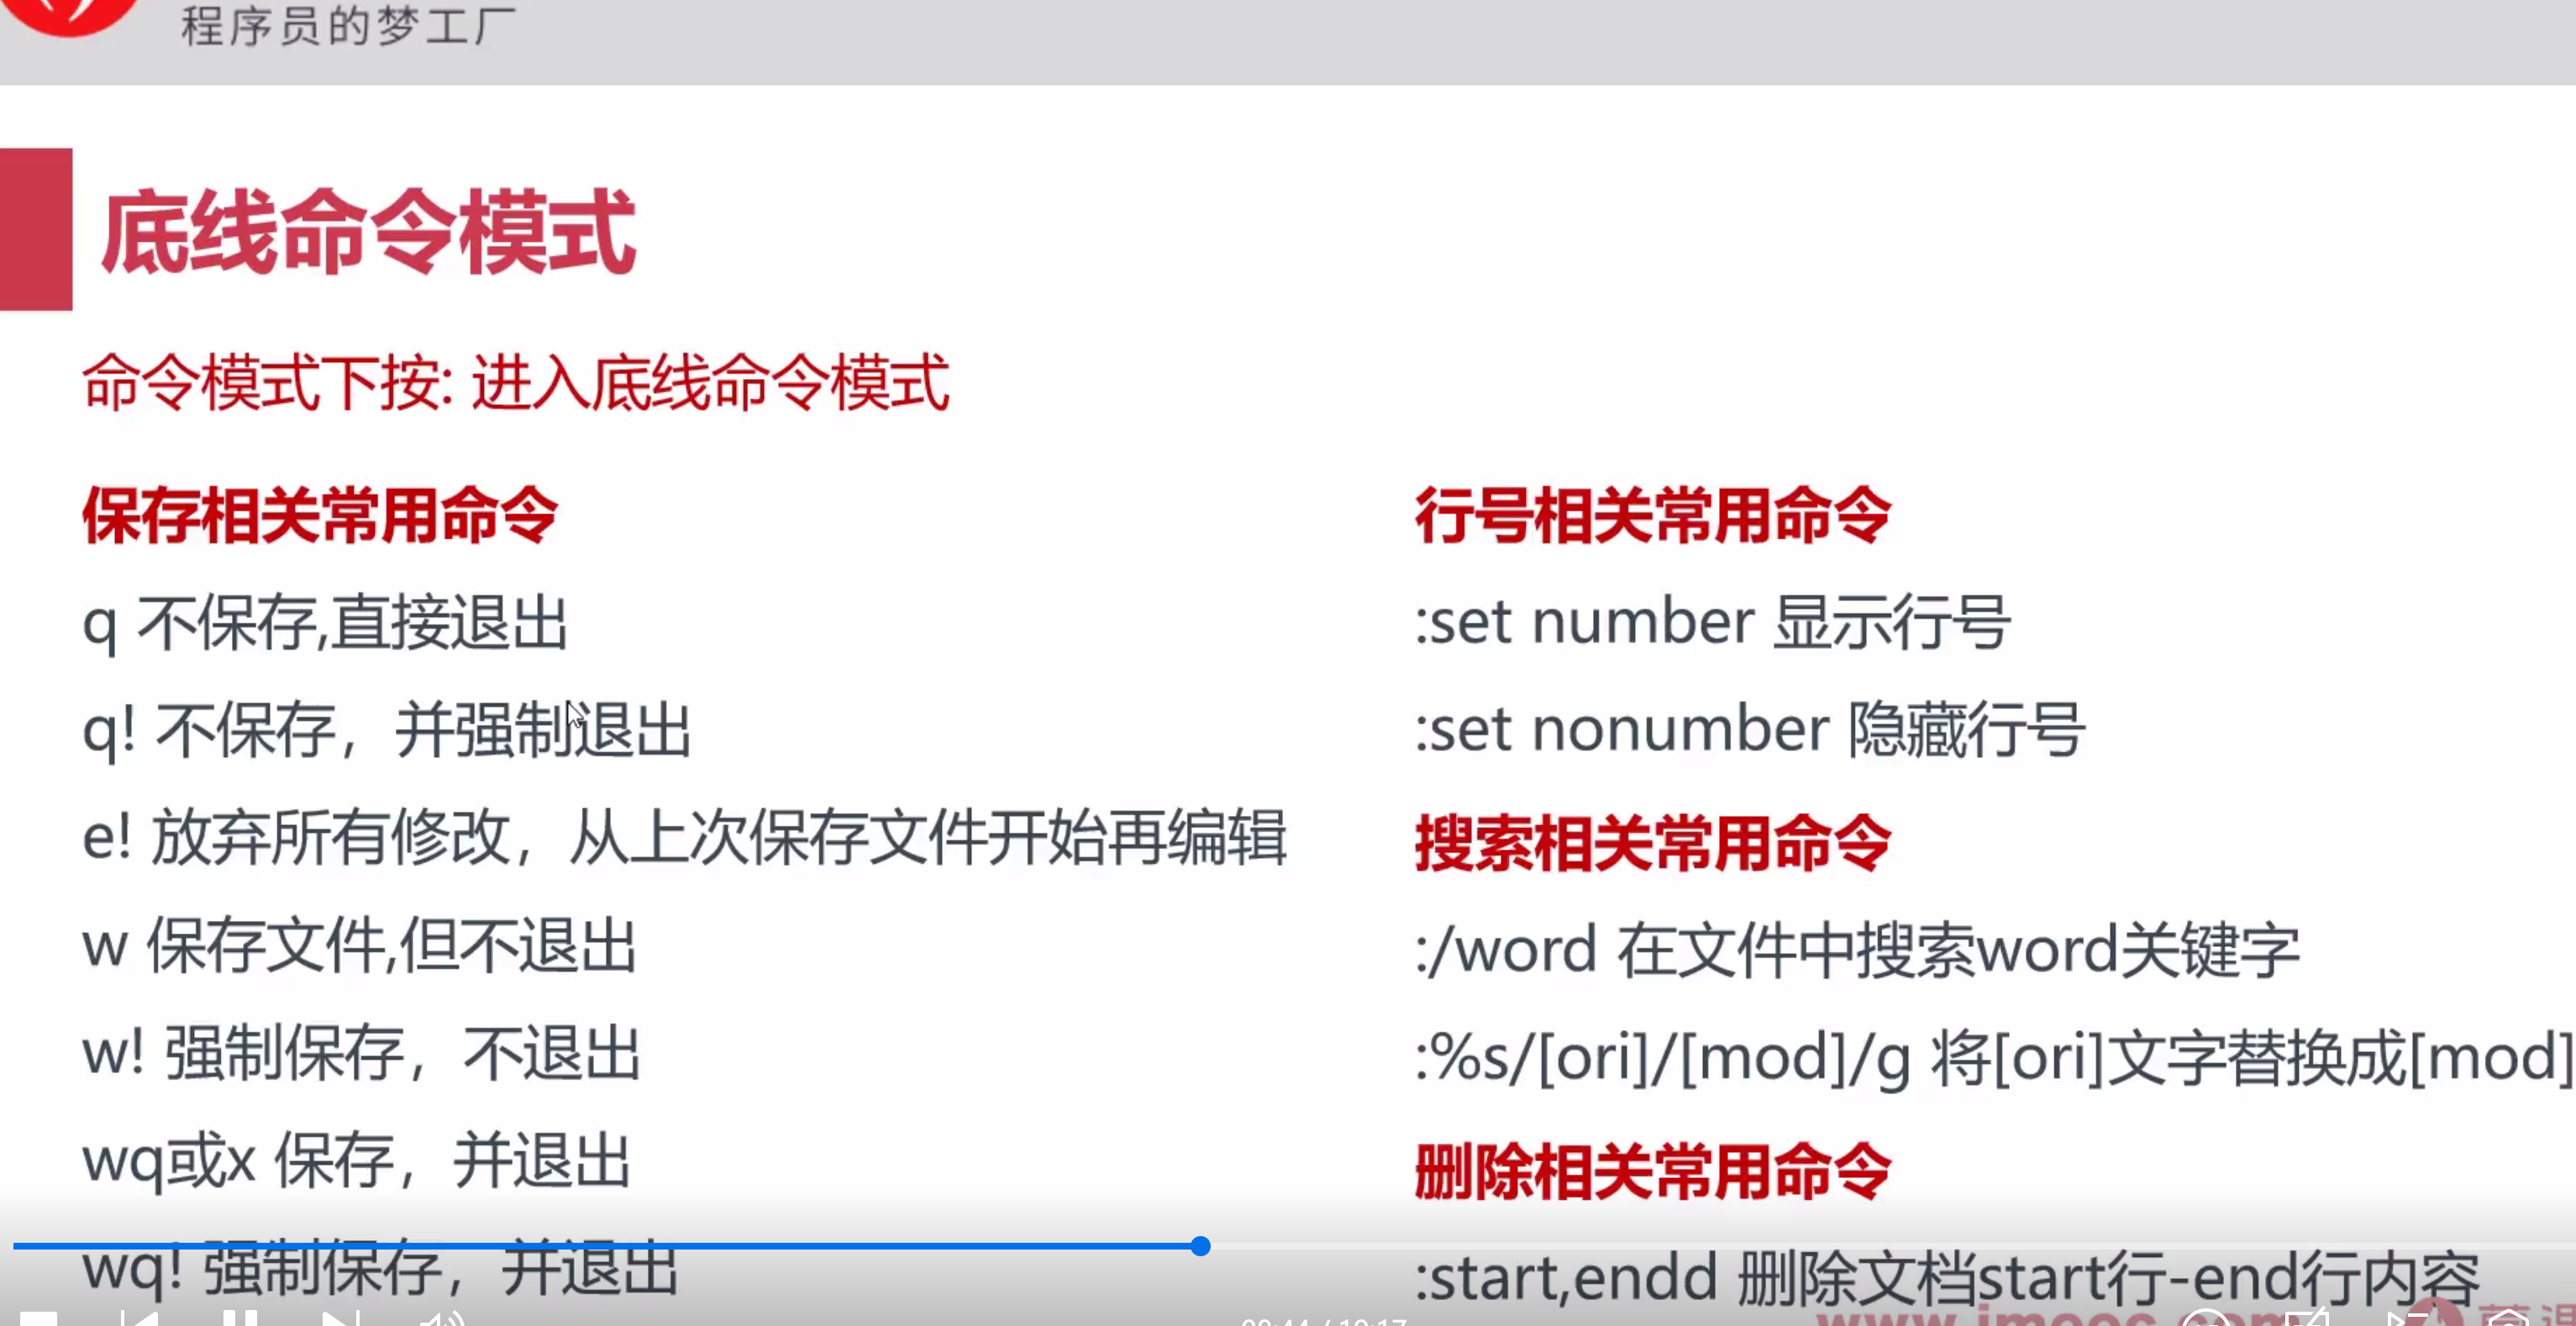 程序员的梦工厂
底线命令模式
命令模式下按: 进入底线命令模式
保存相关常用命令
q 不保存,直接退出
q! 不保存，并强制退出
e! 放弃所有修改，从上次保存文件开始再编辑
w 保存文件,但不退出
w! 强制保存，不退出
wq或x 保存，并退出
wq! 强制保存，并退出
行号相关常用命令
:set number 显示行号
:set nonumber 隐藏行号
搜索相关常用命令
:/word 在文件中搜索word关键字
:%s/[ori]/[mod]/g 将[ori]文字替换成[mod]
删除相关常用命令
:start,endd 删除文档start行-end行内容